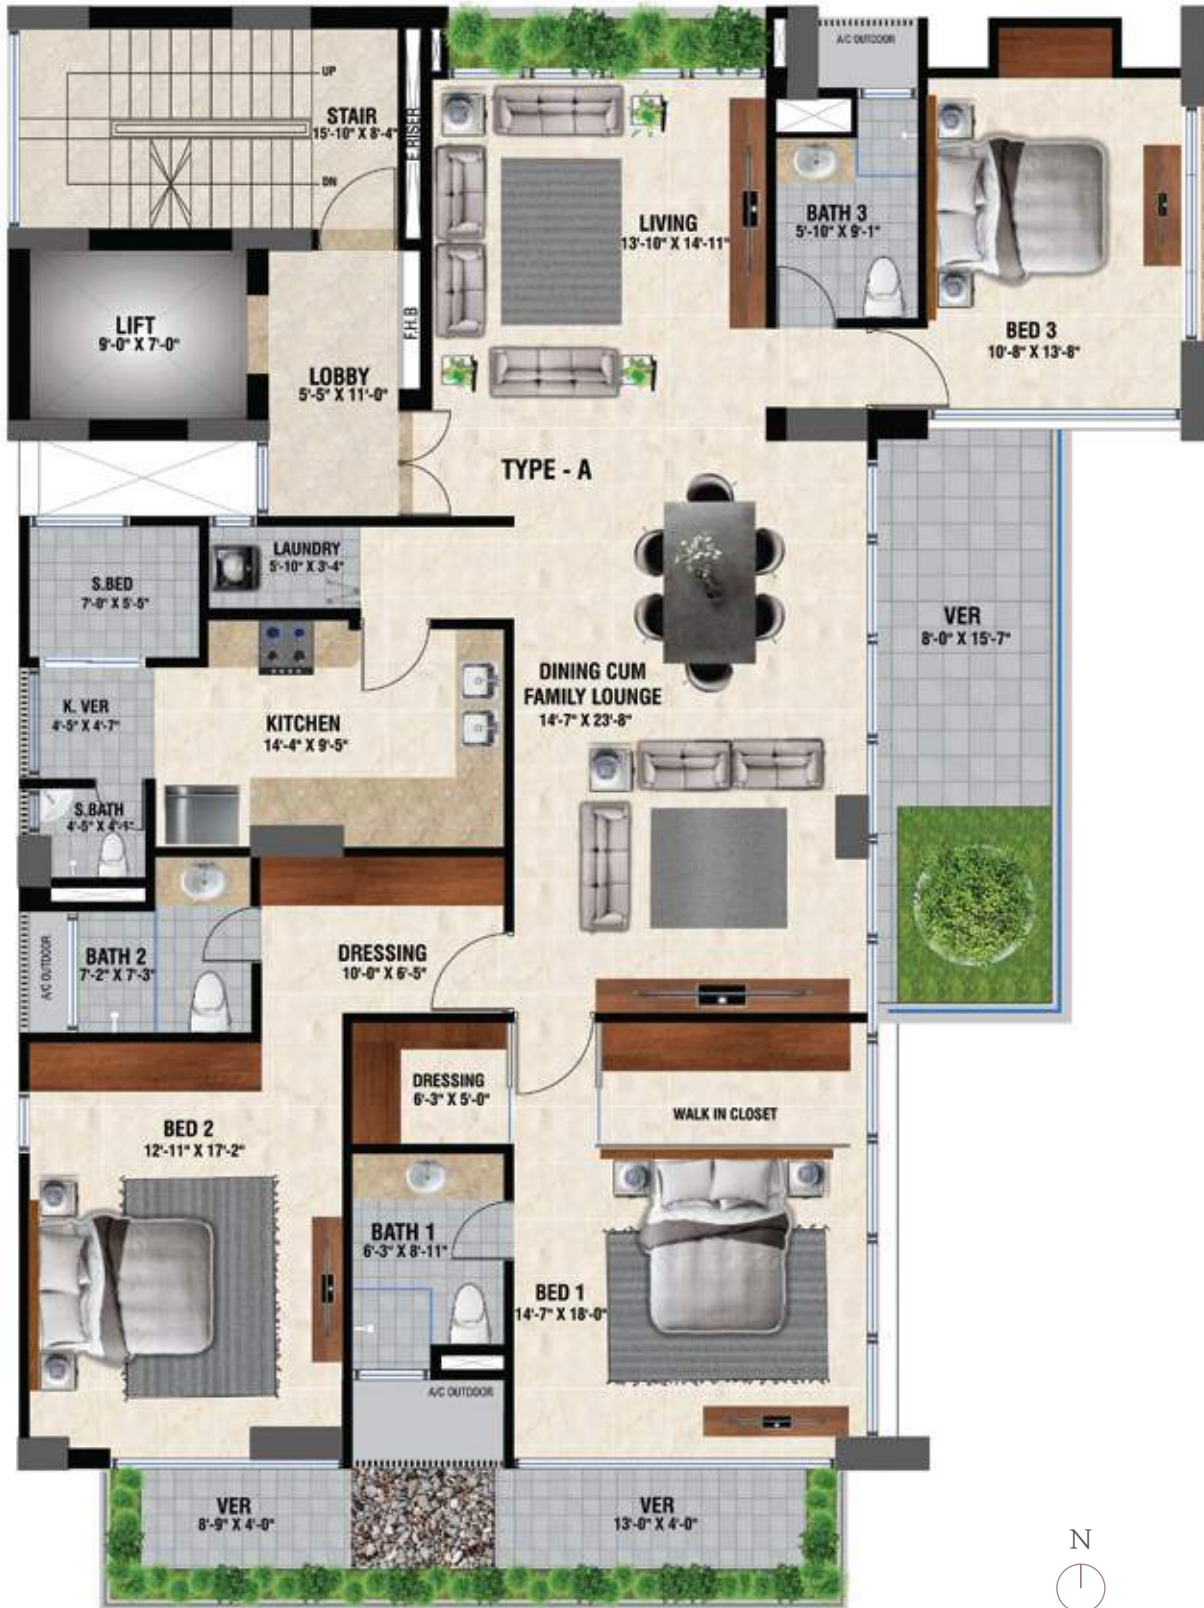 A/C OUTDOOR
UP
STAIR
15'-10" X 8'-4"
F.RISER
DN
LIVING
13'-10" X 14'-11"
BATH 3
5'-10" X 9'-1"
BED 3
10'-8" X 13'-8"
LIFT
9'-0" X 7'-0"
F.H.B
LOBBY
5'-5" X 11'-0"
TYPE - A
LAUNDRY
5'-10" X 3'-4"
S.BED
7'-0" X 5'-5"
VER
8'-0" X 15'-7"
DINING CUM
FAMILY LOUNGE
14'-7" X 23'-8"
K. VER
4'-5" X 4'-7"
KITCHEN
14'-4" X 9'-5"
S.BATH
4'-5" X 4'-1"
A/C OUTDOOR
BATH 2
7'-2" X 7'-3"
DRESSING
10'-0" X 6'-5"
DRESSING
6'-3" X 5'-0"
WALK IN CLOSET
BED 2
12'-11" X 17'-2"
BATH 1
6'-3" X 8'-11"
BED 1
14'-7" X 18'-0"
A/C OUTDOOR
VER
8'-9" X 4'-0"
VER
13'-0" X 4'-0"
N